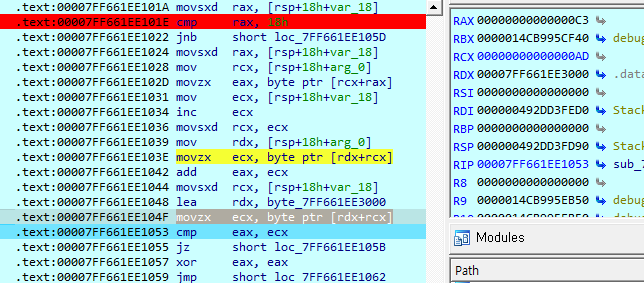 .text:00007FF661EE101A movsxd rax, [rsp+18h+var_18]
.text:00007FF661EE101E cmp rax, 18h
.text:00007FF661EE1022 jnb short loc_7FF661EE105D
.text:00007FF661EE1024 movsxd rax, [rsp+18h+var_18]
.text:00007FF661EE1028 mov rcx, [rsp+18h+arg_0]
.text:00007FF661EE102D movzx eax, byte ptr [rcx+rax]
.text:00007FF661EE1031 mov ecx, [rsp+18h+var_18]
.text:00007FF661EE1034 inc ecx
.text:00007FF661EE1036 movsxd rcx, ecx
.text:00007FF661EE1039 mov rdx, [rsp+18h+arg_0]
.text:00007FF661EE103E movzx ecx, byte ptr [rdx+rcx]
.text:00007FF661EE1042 add eax, ecx
.text:00007FF661EE1044 movsxd rcx, [rsp+18h+var_18]
.text:00007FF661EE1048 lea rdx, byte_7FF661EE3000
.text:00007FF661EE104F movzx ecx, byte ptr [rdx+rcx]
.text:00007FF661EE1053 cmp eax, ecx
.text:00007FF661EE1055 jz short loc_7FF661EE105B
.text:00007FF661EE1057 xor eax, eax
.text:00007FF661EE1059 jmp short loc_7FF661EE1062
RAX 00000000000000C3
RBX 0000014CB995CF40 debug
RCX 00000000000000AD
RDX 00007FF661EE3000 .data
RSI 0000000000000000
RDI 000000492DD3FED0 Stack
RBP 0000000000000000
RSP 000000492DD3FD90 Stack
RIP 00007FF661EE1053 sub_7
R8 0000000000000000
R9 0000014CB995EB50 debug
Modules
Path